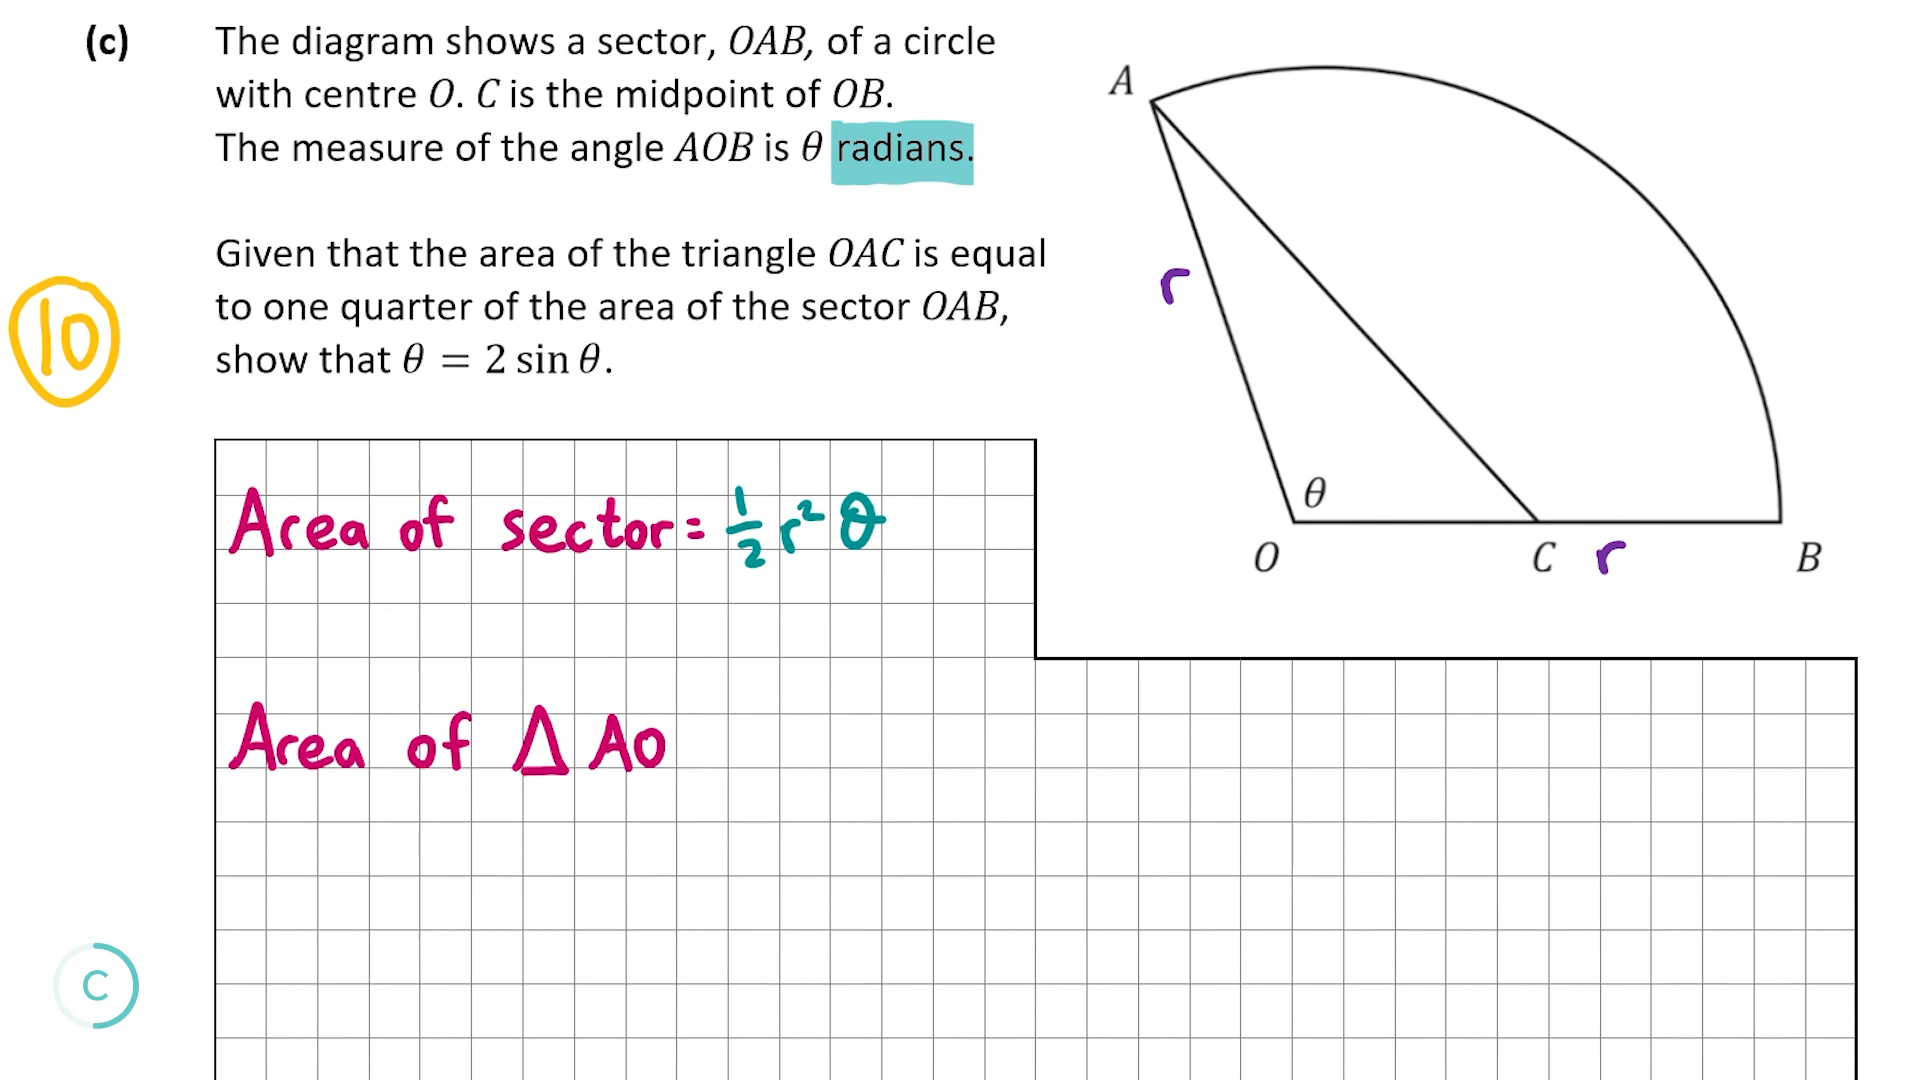 (c) The diagram shows a sector, OAB, of a circle
with centre O. C is the midpoint of OB.
The measure of the angle AOB is θ radians.
Given that the area of the triangle OAC is equal
to one quarter of the area of the sector OAB,
show that θ = 2 sin θ.
10
A
r
θ
O
C
r
B
Area of sector = 1/2 r² θ
Area of Δ AO
C